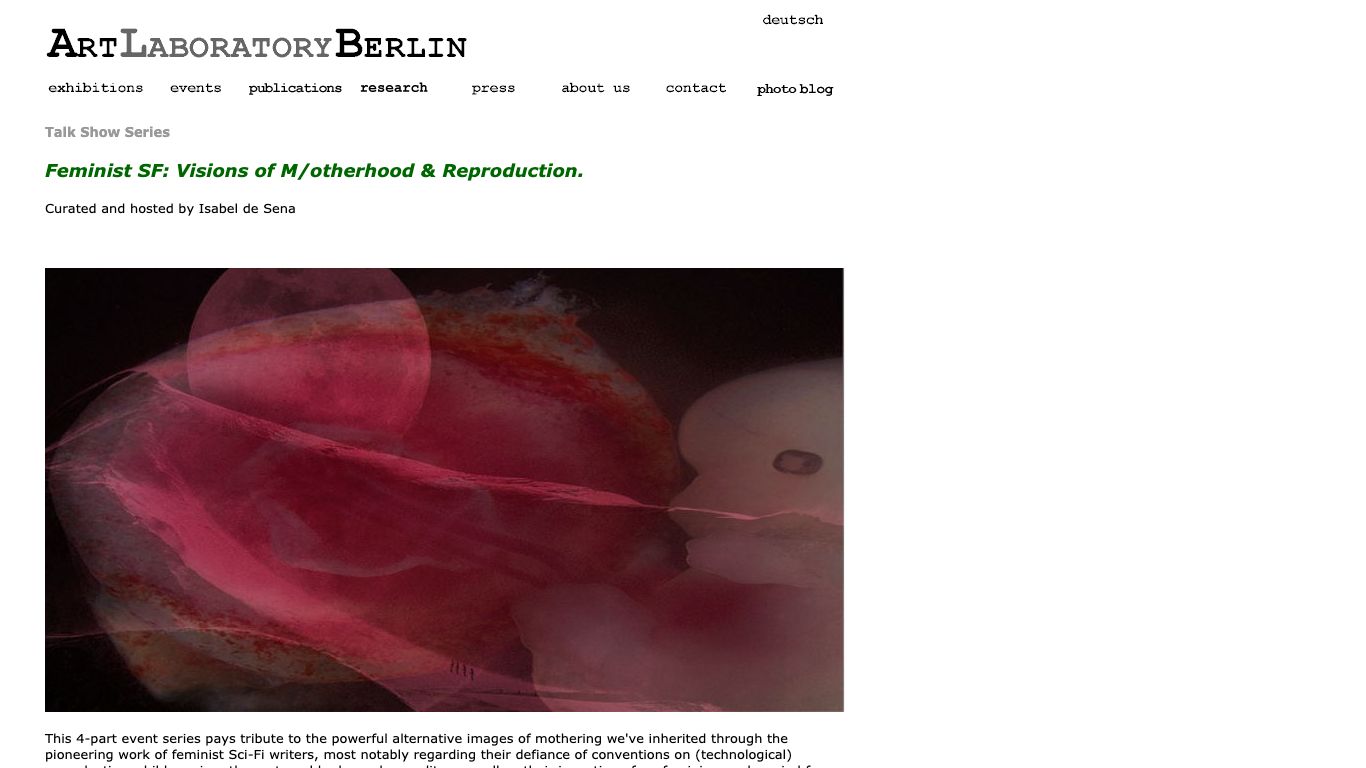 deutsch
ArtLaboratoryBerlin
exhibitions events publications research press about us contact photo blog
Talk Show Series
Feminist SF: Visions of M/otherhood & Reproduction.
Curated and hosted by Isabel de Sena
This 4-part event series pays tribute to the powerful alternative images of mothering we've inherited through the
pioneering work of feminist Sci-Fi writers, most notably regarding their defiance of conventions on (technological)